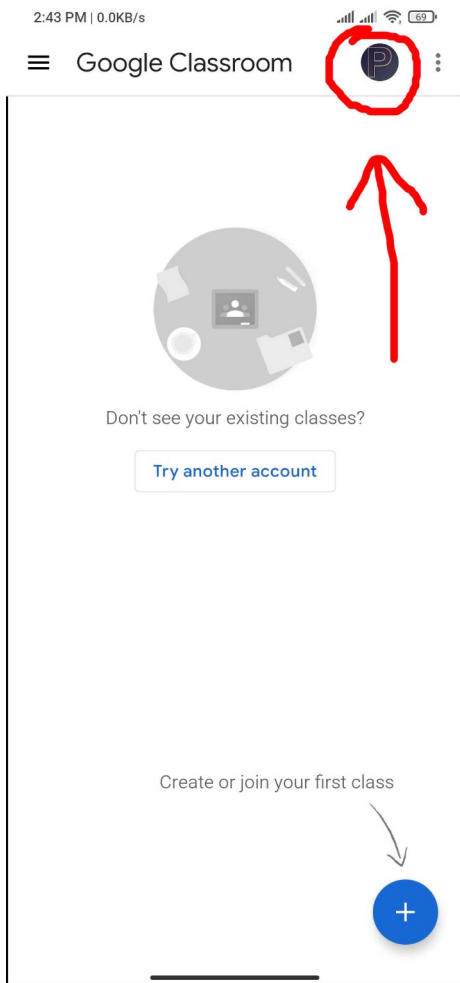 2:43 PM | 0.0KB/s 69
Google Classroom P
Don't see your existing classes?
Try another account
Create or join your first class
+